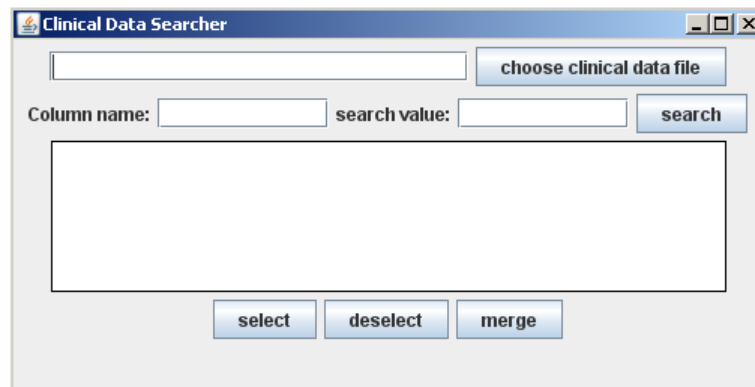 Clinical Data Searcher
choose clinical data file
Column name: search value: search
select deselect merge